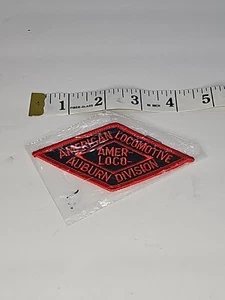 1 2 3 4 5
AMERICAN LOCOMOTIVE
AMER-
LOCO
AUBURN DIVISION